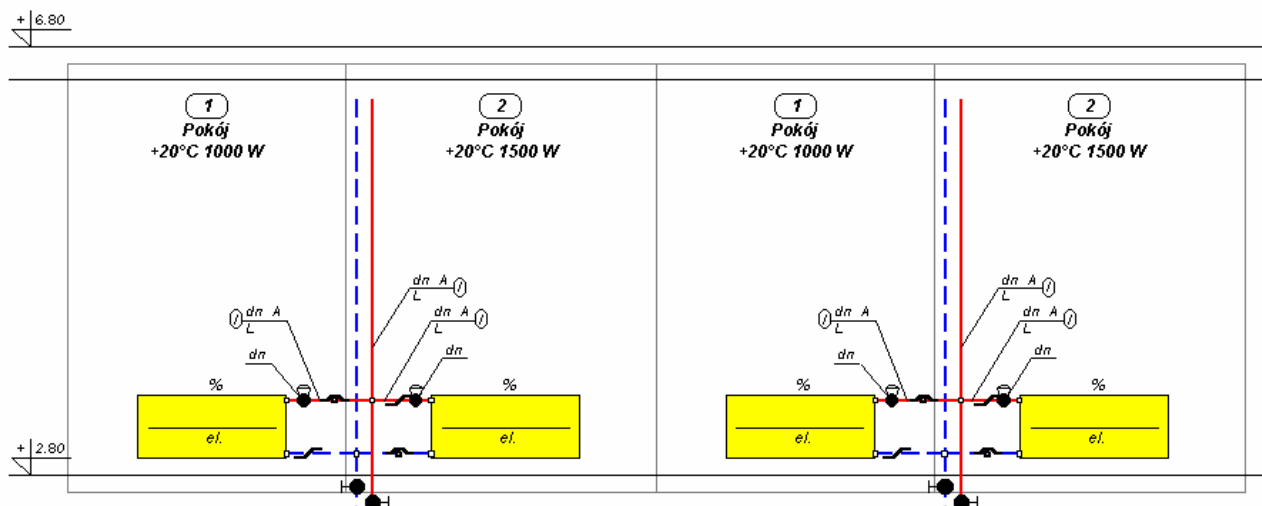 + 6.80
1 2 1 2
Pokój Pokój Pokój Pokój
+20°C 1000 W +20°C 1500 W +20°C 1000 W +20°C 1500 W
dn A / dn A /
L L
/ dn A dn A / / dn A dn A /
L L L L
dn dn dn dn
% % % %
el. el. el. el.
+ 2.80